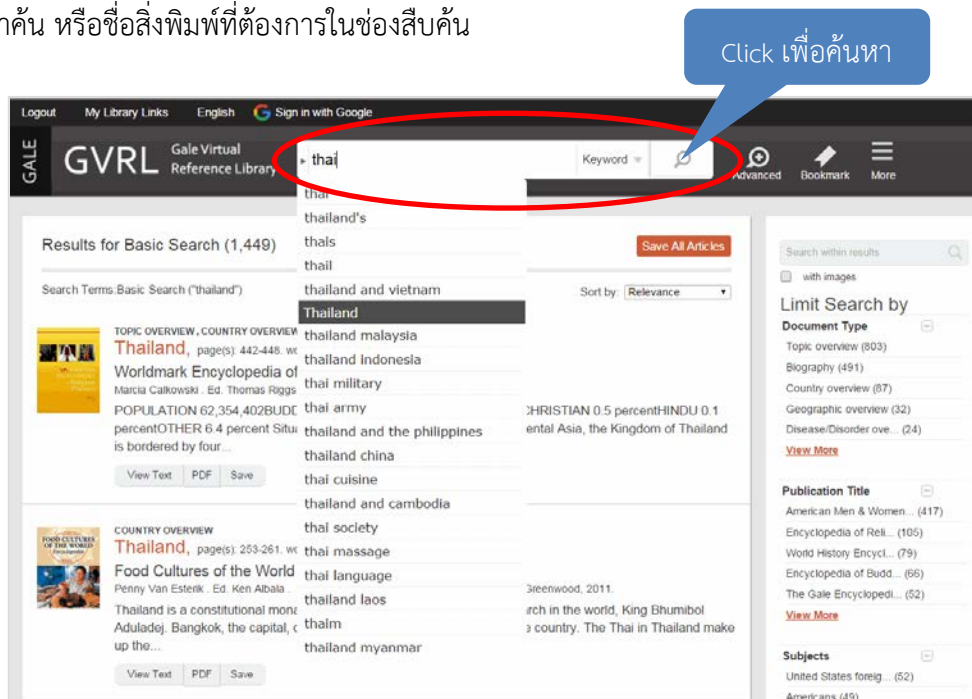 าค้น หรือชื่อสิ่งพิมพ์ที่ต้องการในช่องสืบค้น
Click เพื่อค้นหา
Logout My Library Links English Sign in with Google
GALE
GVRL Gale Virtual Reference Library
thai
Keyword
Advanced Bookmark More
thai
thailand's
thais
thail
thailand and vietnam
Thailand
thailand malaysia
thailand indonesia
thai military
thai army
thailand and the philippines
thailand china
thai cuisine
thailand and cambodia
thai society
thai massage
thai language
thailand laos
thaim
thailand myanmar
Results for Basic Search (1,449)
Save All Articles
Search Terms:Basic Search ("thailand")
Sort by: Relevance
TOPIC OVERVIEW, COUNTRY OVERVIEW
Thailand, page(s): 442-448.
Worldmark Encyclopedia of
Marcia Calkowski . Ed. Thomas Riggs
POPULATION 62,354,402BUDD CHRISTIAN 0.5 percentHINDU 0.1
percentOTHER 6.4 percent Situa ental Asia, the Kingdom of Thailand
is bordered by four...
View Text PDF Save
FOOD CULTURES OF THE WORLD
COUNTRY OVERVIEW
Thailand, page(s): 253-261.
Food Cultures of the World
Penny Van Esterik . Ed. Ken Albala . Greenwood, 2011.
Thailand is a constitutional mona rch in the world, King Bhumibol
Aduladej. Bangkok, the capital, country. The Thai in Thailand make
up the...
View Text PDF Save
Search within results
with images
Limit Search by
Document Type
Topic overview (803)
Biography (491)
Country overview (87)
Geographic overview (32)
Disease/Disorder ove... (24)
View More
Publication Title
American Men & Women... (417)
Encyclopedia of Reli... (105)
World History Encycl... (79)
Encyclopedia of Budd... (66)
The Gale Encyclopedi... (52)
View More
Subjects
United States foreig... (52)
Americans (49)